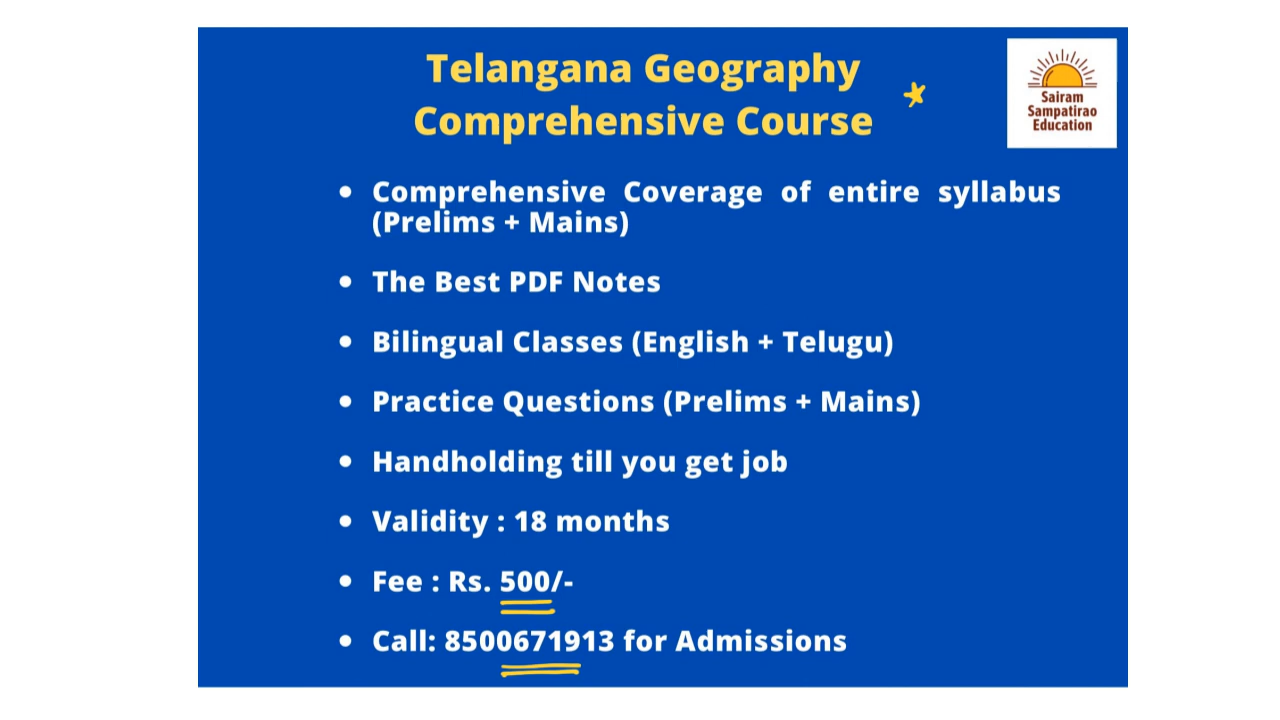 Telangana Geography
Comprehensive Course
Sairam
Sampatirao
Education
• Comprehensive Coverage of entire syllabus
(Prelims + Mains)
• The Best PDF Notes
• Bilingual Classes (English + Telugu)
• Practice Questions (Prelims + Mains)
• Handholding till you get job
• Validity : 18 months
• Fee : Rs. 500/-
• Call: 8500671913 for Admissions